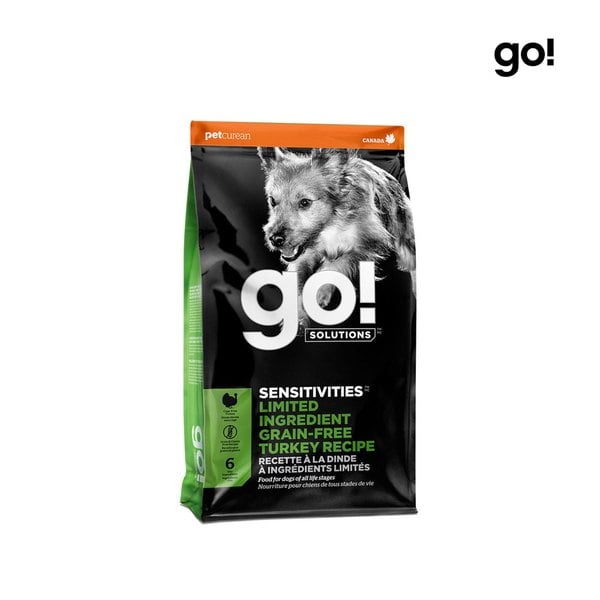 go!
petcurean
CANADA
go!
SOLUTIONS
SENSITIVITIES
LIMITED
INGREDIENT
GRAIN-FREE
TURKEY RECIPE
RECETTE À LA DINDE
À INGRÉDIENTS LIMITÉS
Food for dogs of all life stages
Nourriture pour chiens de tous stades de vie
6
go!